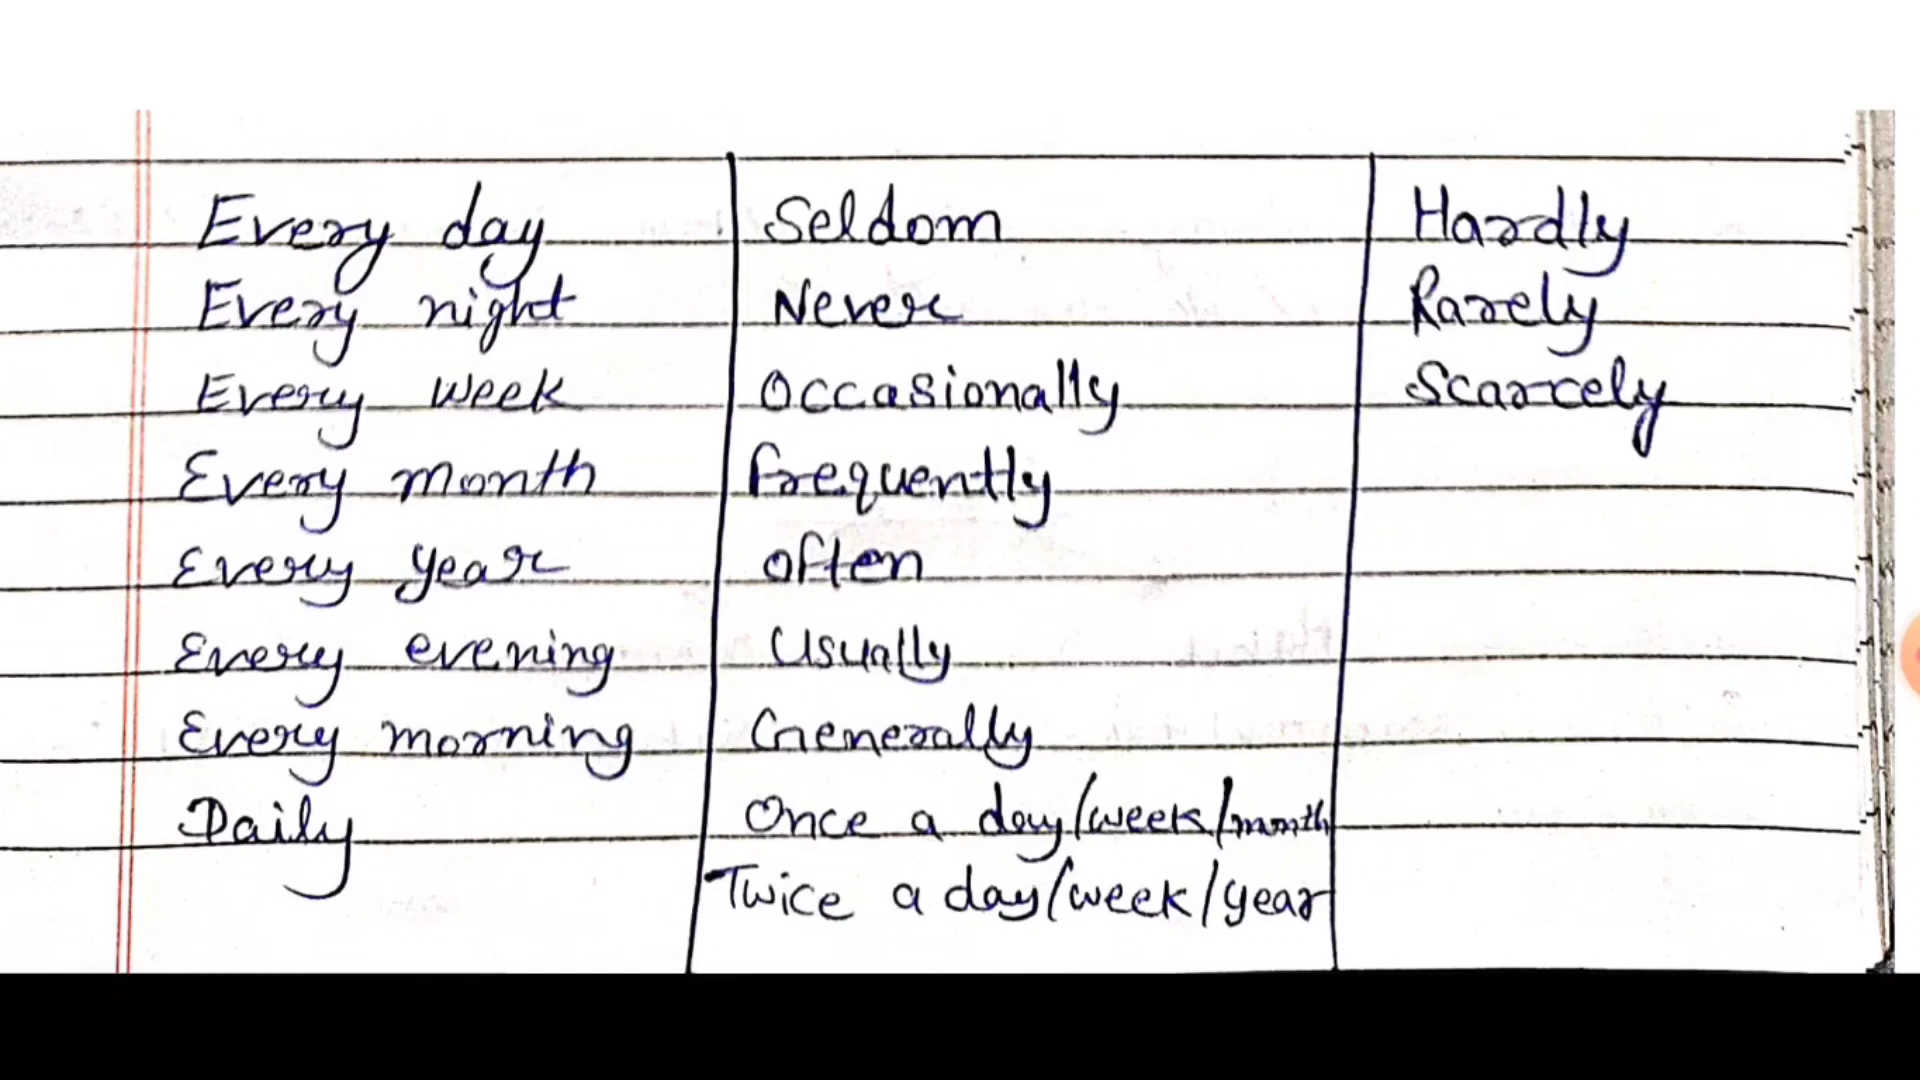 Every day Seldom Hardly
Every night Never Rarely
Every week Occasionally Scarcely
Every month frequently
Every year often
Every evening Usually
Every morning Generally
Daily Once a day/week/month
Twice a day/week/year